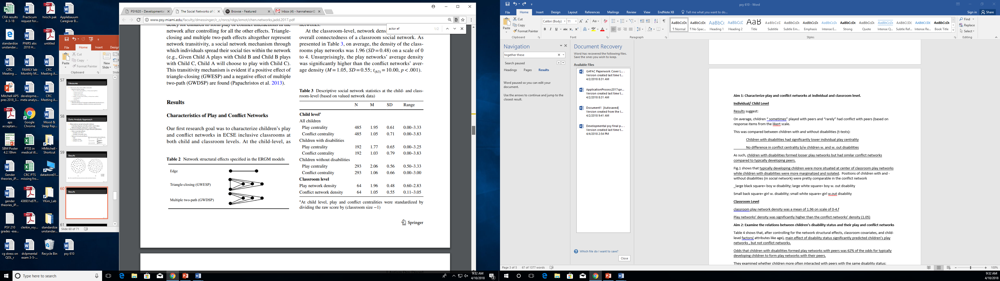 CRA results 4-3-18
Practicum request for...
hirsch pac
Applebaum Caregiver B...
standardize unstandar...
PNIRS abs 2018 H...
untitled
CRC Meeting ...
FAMILY lab Monthly M...
CRC Meeting A...
Mitchell APS pres 2018_3...
developme... meta analys...
CRC Meeting A...
aps acceptan...
Google Chrome
Mood & Sleep Rep...
SBM Poster 4.2.18hm
PTSS in medical ill...
HMitchell - Shortcut
Gender theories_JP...
CRC PTS missing fro...
datastore01...
gender theories_JP...
436931e87f...
YKim_Lab
PSY 210 grades -exa...
clerkin_roy...
standardize unstandar...
cg stress on QOL_r
dvlpmental exam 3-5-...
Recycle Bin
psy 610
File Home Insert Design
Paste
Cut
Copy
Format Painter
New Slide
Clipboard
57
Measures
58
Data Analysis Approach
59
Results
60
Results
61
Slide 60 of 71
PSY620 - Developmenta
The Social Networks of C
Browse - Featured
Inbox (4) - hannahesor@
www.psy.miami.edu/faculty/dmessinger/c_c/rsrcs/rdgs/emot/chen.networks.jadd.2017.pdf
actor ef
1/2
dency for children to form play or conflict interactions in the
network after controlling for all the other effects. Triangle-
closing and multiple two-path effects altogether represent
network transitivity, a social network mechanism through
which individuals spread their social ties within the network
(e.g., Given Child A plays with Child B and Child B plays
with Child C, Child A will choose to play with Child C).
This transitivity mechanism is evident if a positive effect of
triangle-closing (GWESP) and a negative effect of multiple
two-path (GWDSP) are found (Papachristos et al. 2013).
Results
Characteristics of Play and Conflict Networks
Our first research goal was to characterize children's play
and conflict networks in ECSE inclusive classrooms at
both child and classroom levels. At the child-level, as
Table 2 Network structural effects specified in the ERGM models
Edge
Triangle-closing (GWESP)
Multiple two-path (GWDSP)
networks.
At the classroom-level, network dens
overall connectedness of a classroom social network. As
presented in Table 3, on average, the density of the class-
rooms play networks was 1.96 (SD = 0.48) on a scale of 0
to 4. Unsurprisingly, the play networks' average density
was significantly higher than the conflict networks' aver-
age density (M = 1.05, SD = 0.55; t(63) = 10.00, p < .001).
Table 3 Descriptive social network statistics at the child- and class-
room-level (based on valued network data)
N M SD Range
Child level a
All children
Play centrality 485 1.95 0.61 0.00–3.33
Conflict centrality 485 1.05 0.71 0.00–3.83
Children with disabilities
Play centrality 192 1.77 0.65 0.00–3.25
Conflict centrality 192 1.03 0.79 0.00–3.83
Children without disabilities
Play centrality 293 2.06 0.56 0.50–3.33
Conflict centrality 293 1.06 0.66 0.00–3.00
Classroom level
Play network density 64 1.96 0.48 0.60–2.83
Conflict network density 64 1.05 0.55 0.11–3.05
a At child level, play and conflict centralities were standardized by
dividing the raw score by (classroom size −1)
Springer
Type here to search
9:32 AM
4/10/2018
psy 610 - Word
File Home Insert Design Layout References Mailings Review View EndNote X8 Tell me what you want to do... Sign in Share
Paste
Cut
Copy
Format Painter
Clipboard
Calibri (Body) 11
Font
Paragraph
¶ Normal ¶ No Spac... Heading 1 Heading 2 Title Subtitle Subtle Em... Emphasis Intense E... Strong Quote Intense Q... Subtle Ref... Intense Re... Book Title
Styles
Find
Replace
Select
Editing
Navigation
together these
Search paused
Headings Pages Results
Word paused so you can edit your document.
Use the arrows to continue and jump to the closest result.
Document Recovery
Word has recovered the following files. Save the ones you wish to keep.
Available Files
GAFAC Paperwork Cover L...
Version created last time t...
4/2/2018 8:31 AM
ApplicationProcess2017spr...
Version created last time t...
4/2/2018 8:31 AM
Document1 [Autosaved]
Version created from the l...
4/2/2018 9:41 AM
Developmental psy final p...
Version created last time t...
4/4/2018 2:54 PM
Which file do I want to save?
Close
Aim 1: Characterize play and conflict networks at individual and classroom level.
Individual/ Child Level
Results suggest:
On average, children " sometimes" played with peers and "rarely" had conflict with peers (based on
response items from the likert scale.
This was compared between children with and without disabilities (t-tests):
Children with disabilities had significantly lower individual play centrality
No difference in conflict centrality b/w children w. and w. out disabilities
As such, children with disabilities formed looser play networks but had similar conflict networks
compared to typically developing peers.
Fig.1 shows that typically developing children were more situated at center of classroom play networks
while children with disabilities were more marginalized and isolated. Positions of children with and -
without disabilities (in social network) were pretty comparable in the conflict network
_large black square= boy w disability; large white square= boy w. out disability
Small back square= girl w. disability; small white square= girl w.out disability
Classroom Level
classroom play network density was a mean of 1.96 on scale of 0-4.f
Play networks' density was significantly higher than the conflict networks' density (1.05)
Aim 2: Examine the relations between children's disability status and their play and conflict networks
Table 4 shows that, after controlling for the network structural effects, classroom covariates, and child-
level factors( attributes like age), main effect of disability status significantly predicted children's play
networks , but not conflict networks.
Odds that children with disabilities formed play networks with peers was 62% of the odds for typically
developing children to form play networks with their peers.
They examined whether children more often interacted with peers with the same disability status:
Page 3 of 5 67 of 1377 words
100%
9:32 AM
4/10/2018